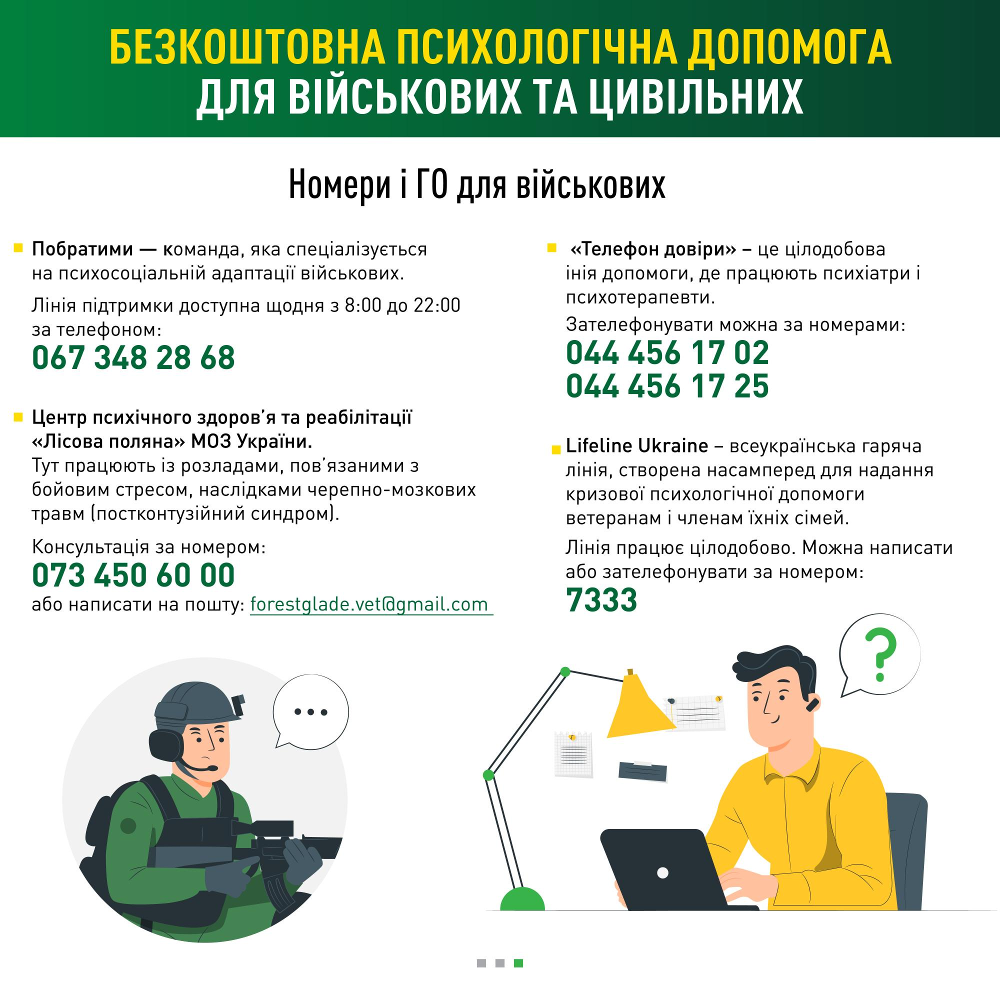 БЕЗКОШТОВНА ПСИХОЛОГІЧНА ДОПОМОГА
ДЛЯ ВІЙСЬКОВИХ ТА ЦИВІЛЬНИХ
Номери і ГО для військових
Побратими — команда, яка спеціалізується
на психосоціальній адаптації військових.
Лінія підтримки доступна щодня з 8:00 до 22:00
за телефоном:
067 348 28 68
Центр психічного здоров’я та реабілітації
«Лісова поляна» МОЗ України.
Тут працюють із розладами, пов’язаними з
бойовим стресом, наслідками черепно-мозкових
травм (постконтузійний синдром).
Консультація за номером:
073 450 60 00
або написати на пошту: forestglade.vet@gmail.com
«Телефон довіри» – це цілодобова
інія допомоги, де працюють психіатри і
психотерапевти.
Зателефонувати можна за номерами:
044 456 17 02
044 456 17 25
Lifeline Ukraine – всеукраїнська гаряча
лінія, створена насамперед для надання
кризової психологічної допомоги
ветеранам і членам їхніх сімей.
Лінія працює цілодобово. Можна написати
або зателефонувати за номером:
7333
?